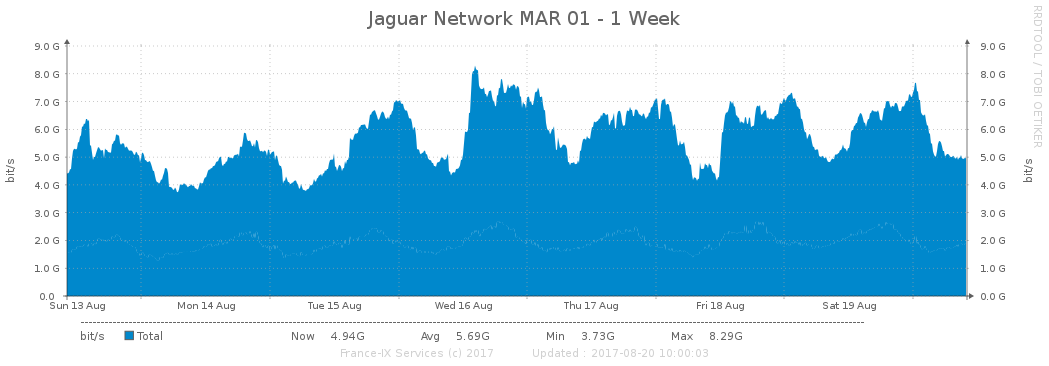 Jaguar Network MAR 01 - 1 Week
RRDTOOL / TOBI OETIKER
bit/s
bit/s
9.0 G 9.0 G
8.0 G 8.0 G
7.0 G 7.0 G
6.0 G 6.0 G
5.0 G 5.0 G
4.0 G 4.0 G
3.0 G 3.0 G
2.0 G 2.0 G
1.0 G 1.0 G
0.0 0.0 G
Sun 13 Aug Mon 14 Aug Tue 15 Aug Wed 16 Aug Thu 17 Aug Fri 18 Aug Sat 19 Aug
bit/s Total Now 4.94G Avg 5.69G Min 3.73G Max 8.29G
France-IX Services (c) 2017 Updated : 2017-08-20 10:00:03